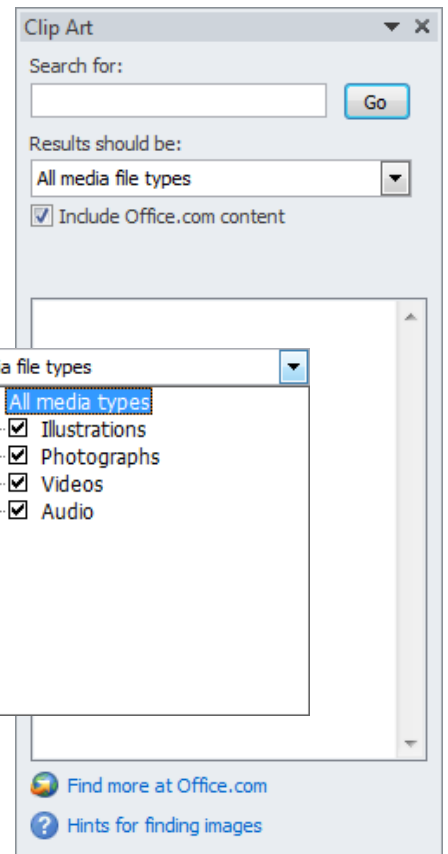 Clip Art
Search for:
Go
Results should be:
All media file types
Include Office.com content
file types
All media types
Illustrations
Photographs
Videos
Audio
Find more at Office.com
Hints for finding images